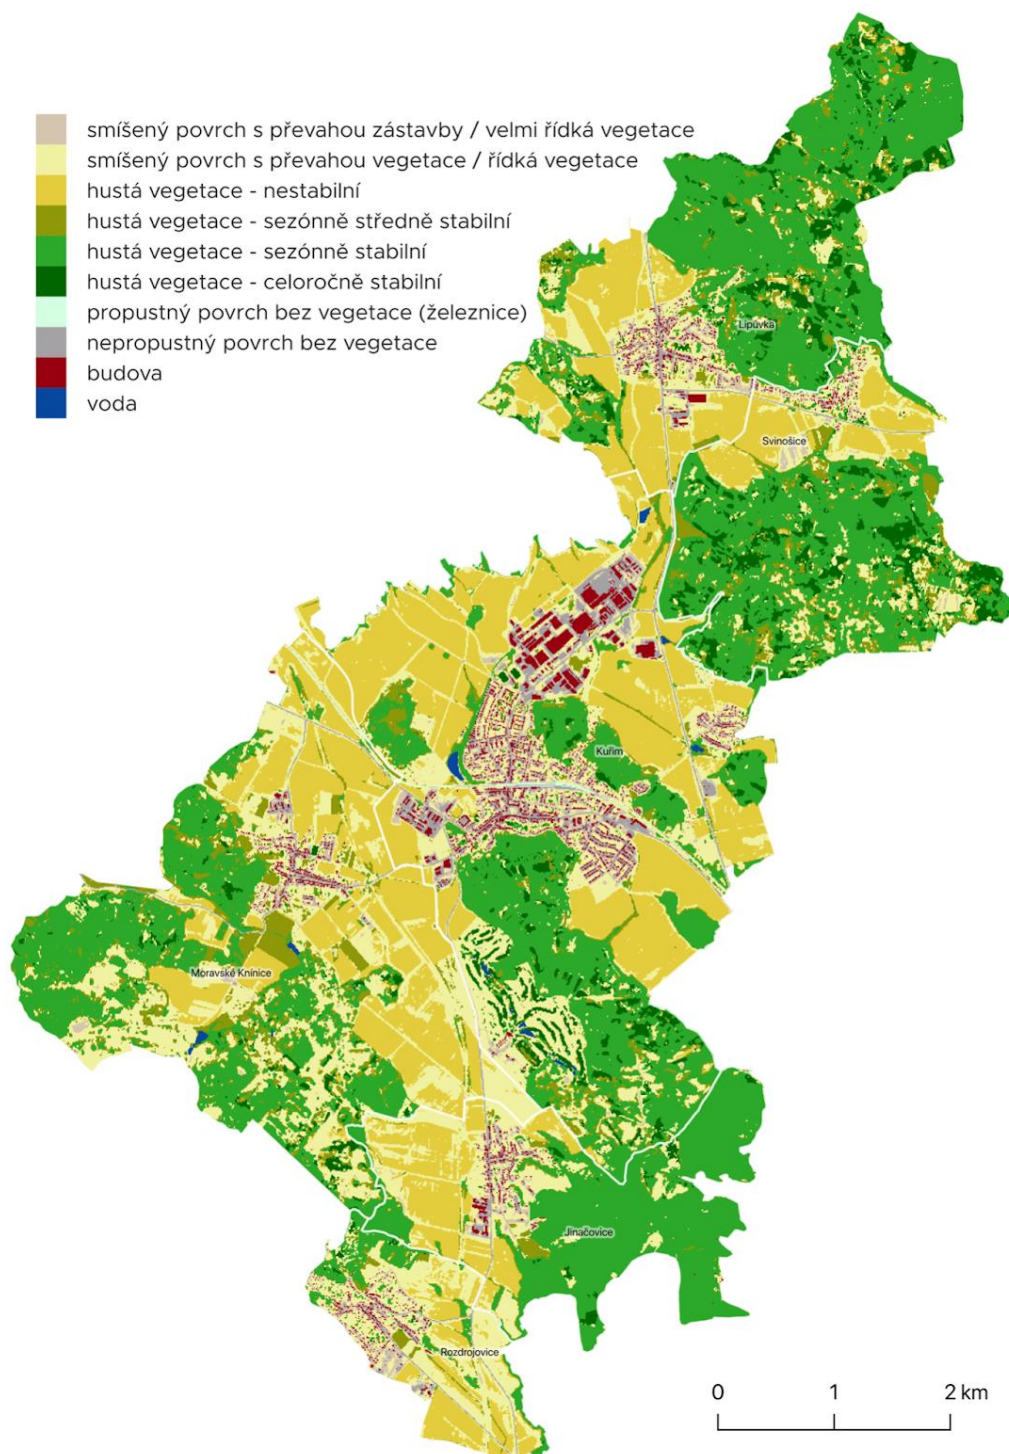 smíšený povrch s převahou zástavby / velmi řídká vegetace
smíšený povrch s převahou vegetace / řídká vegetace
hustá vegetace - nestabilní
hustá vegetace - sezónně středně stabilní
hustá vegetace - sezónně stabilní
hustá vegetace - celoročně stabilní
propustný povrch bez vegetace (železnice)
nepropustný povrch bez vegetace
budova
voda
Lipůvka
Svinošice
Kuřim
Moravské Knínice
Jinačovice
Rozdrojovice
0 1 2 km